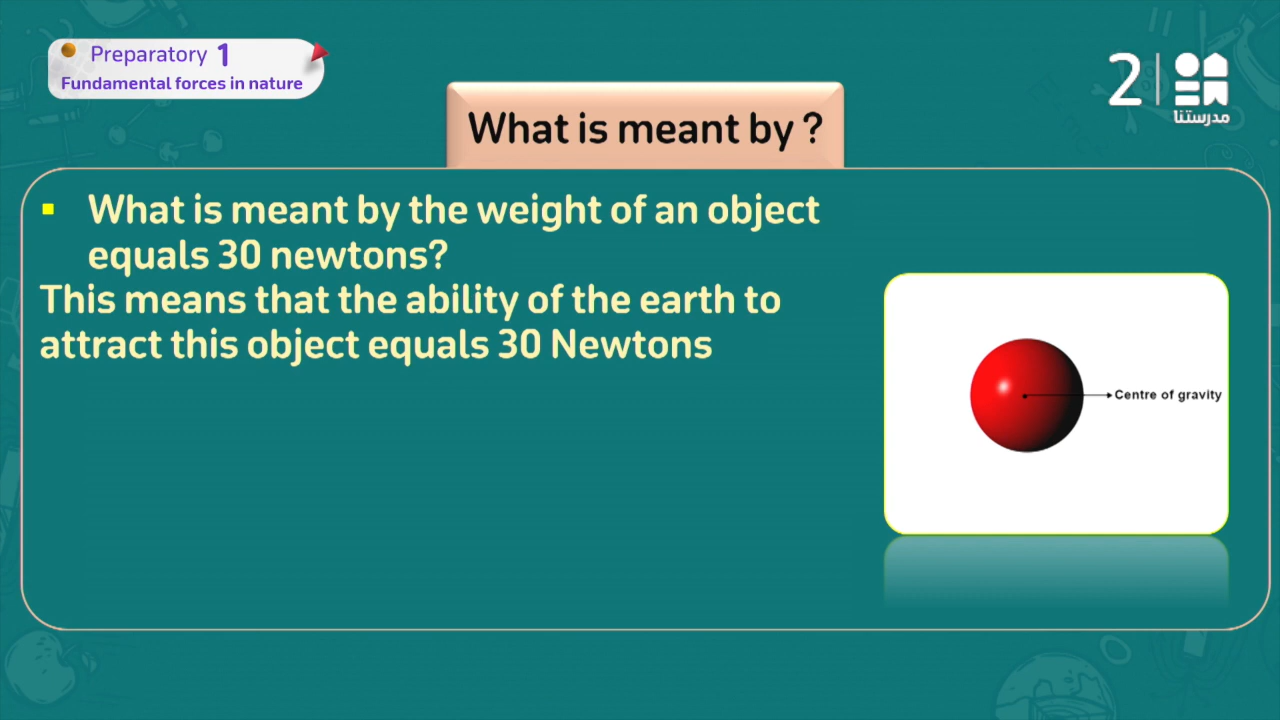 Preparatory 1
Fundamental forces in nature
2
مدرستنا
What is meant by ?
▪ What is meant by the weight of an object
equals 30 newtons?
This means that the ability of the earth to
attract this object equals 30 Newtons
Centre of gravity